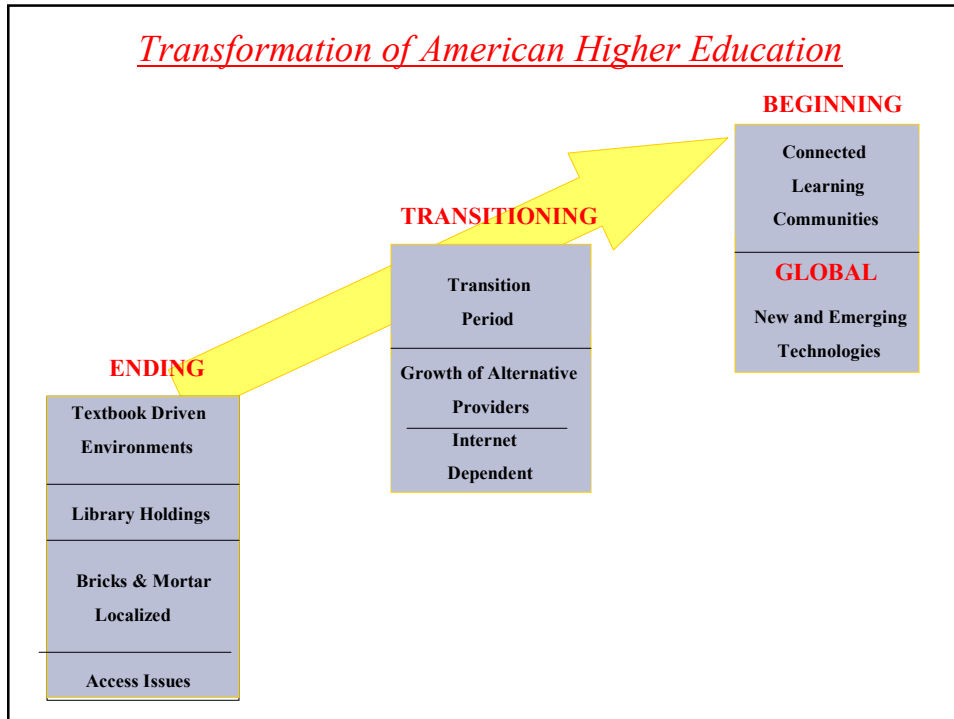 Transformation of American Higher Education
ENDING
Textbook Driven
Environments
Library Holdings
Bricks & Mortar
Localized
Access Issues
TRANSITIONING
Transition
Period
Growth of Alternative
Providers
Internet
Dependent
BEGINNING
Connected
Learning
Communities
GLOBAL
New and Emerging
Technologies